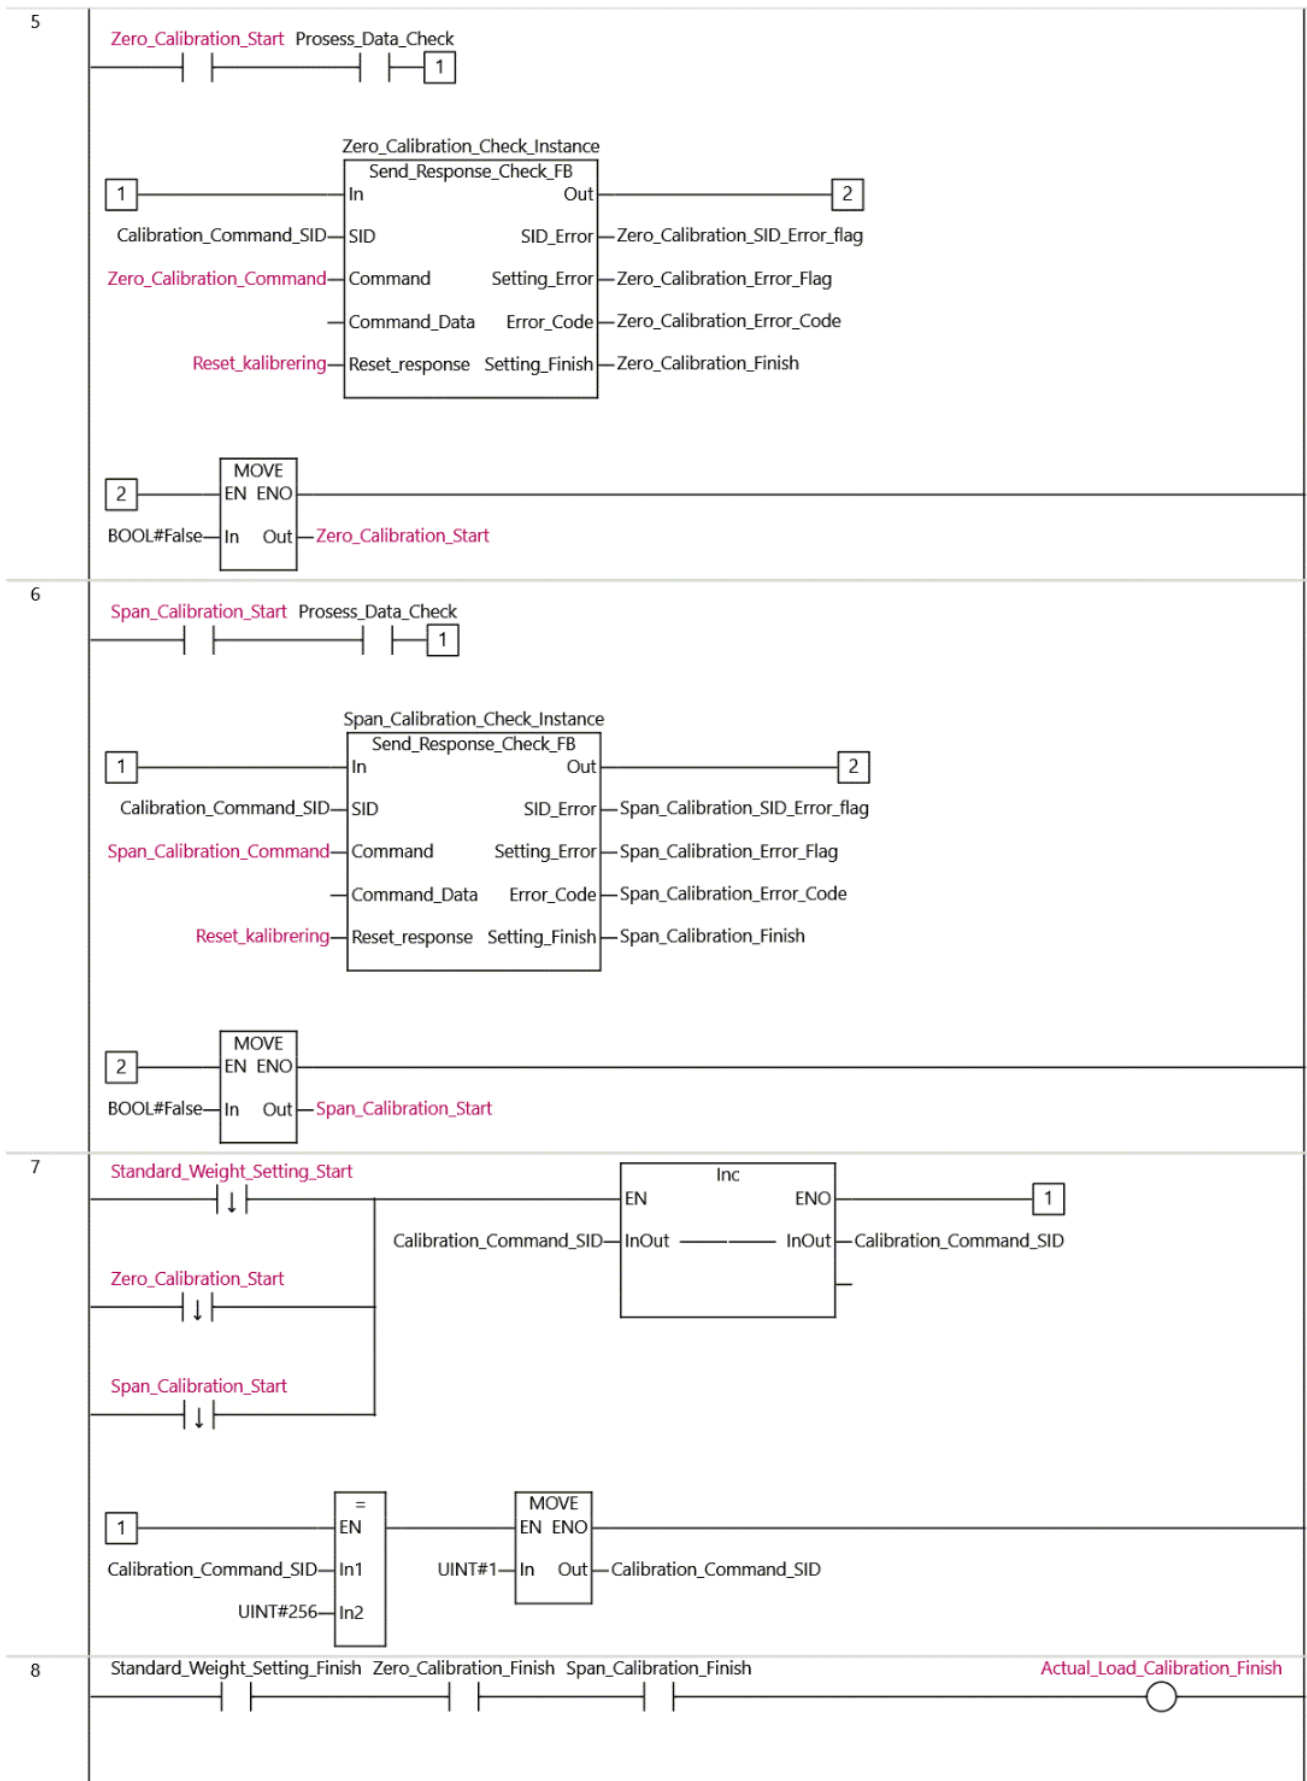 5
Zero_Calibration_Start Prosess_Data_Check
1
Zero_Calibration_Check_Instance
Send_Response_Check_FB
1 In Out 2
Calibration_Command_SID SID SID_Error Zero_Calibration_SID_Error_flag
Zero_Calibration_Command Command Setting_Error Zero_Calibration_Error_Flag
Command_Data Error_Code Zero_Calibration_Error_Code
Reset_kalibrering Reset_response Setting_Finish Zero_Calibration_Finish
MOVE
2 EN ENO
BOOL#False In Out Zero_Calibration_Start
6
Span_Calibration_Start Prosess_Data_Check
1
Span_Calibration_Check_Instance
Send_Response_Check_FB
1 In Out 2
Calibration_Command_SID SID SID_Error Span_Calibration_SID_Error_flag
Span_Calibration_Command Command Setting_Error Span_Calibration_Error_Flag
Command_Data Error_Code Span_Calibration_Error_Code
Reset_kalibrering Reset_response Setting_Finish Span_Calibration_Finish
MOVE
2 EN ENO
BOOL#False In Out Span_Calibration_Start
7
Standard_Weight_Setting_Start Inc
EN ENO 1
Calibration_Command_SID InOut InOut Calibration_Command_SID
Zero_Calibration_Start
Span_Calibration_Start
= MOVE
1 EN EN ENO
Calibration_Command_SID In1 UINT#1 In Out Calibration_Command_SID
UINT#256 In2
8
Standard_Weight_Setting_Finish Zero_Calibration_Finish Span_Calibration_Finish Actual_Load_Calibration_Finish